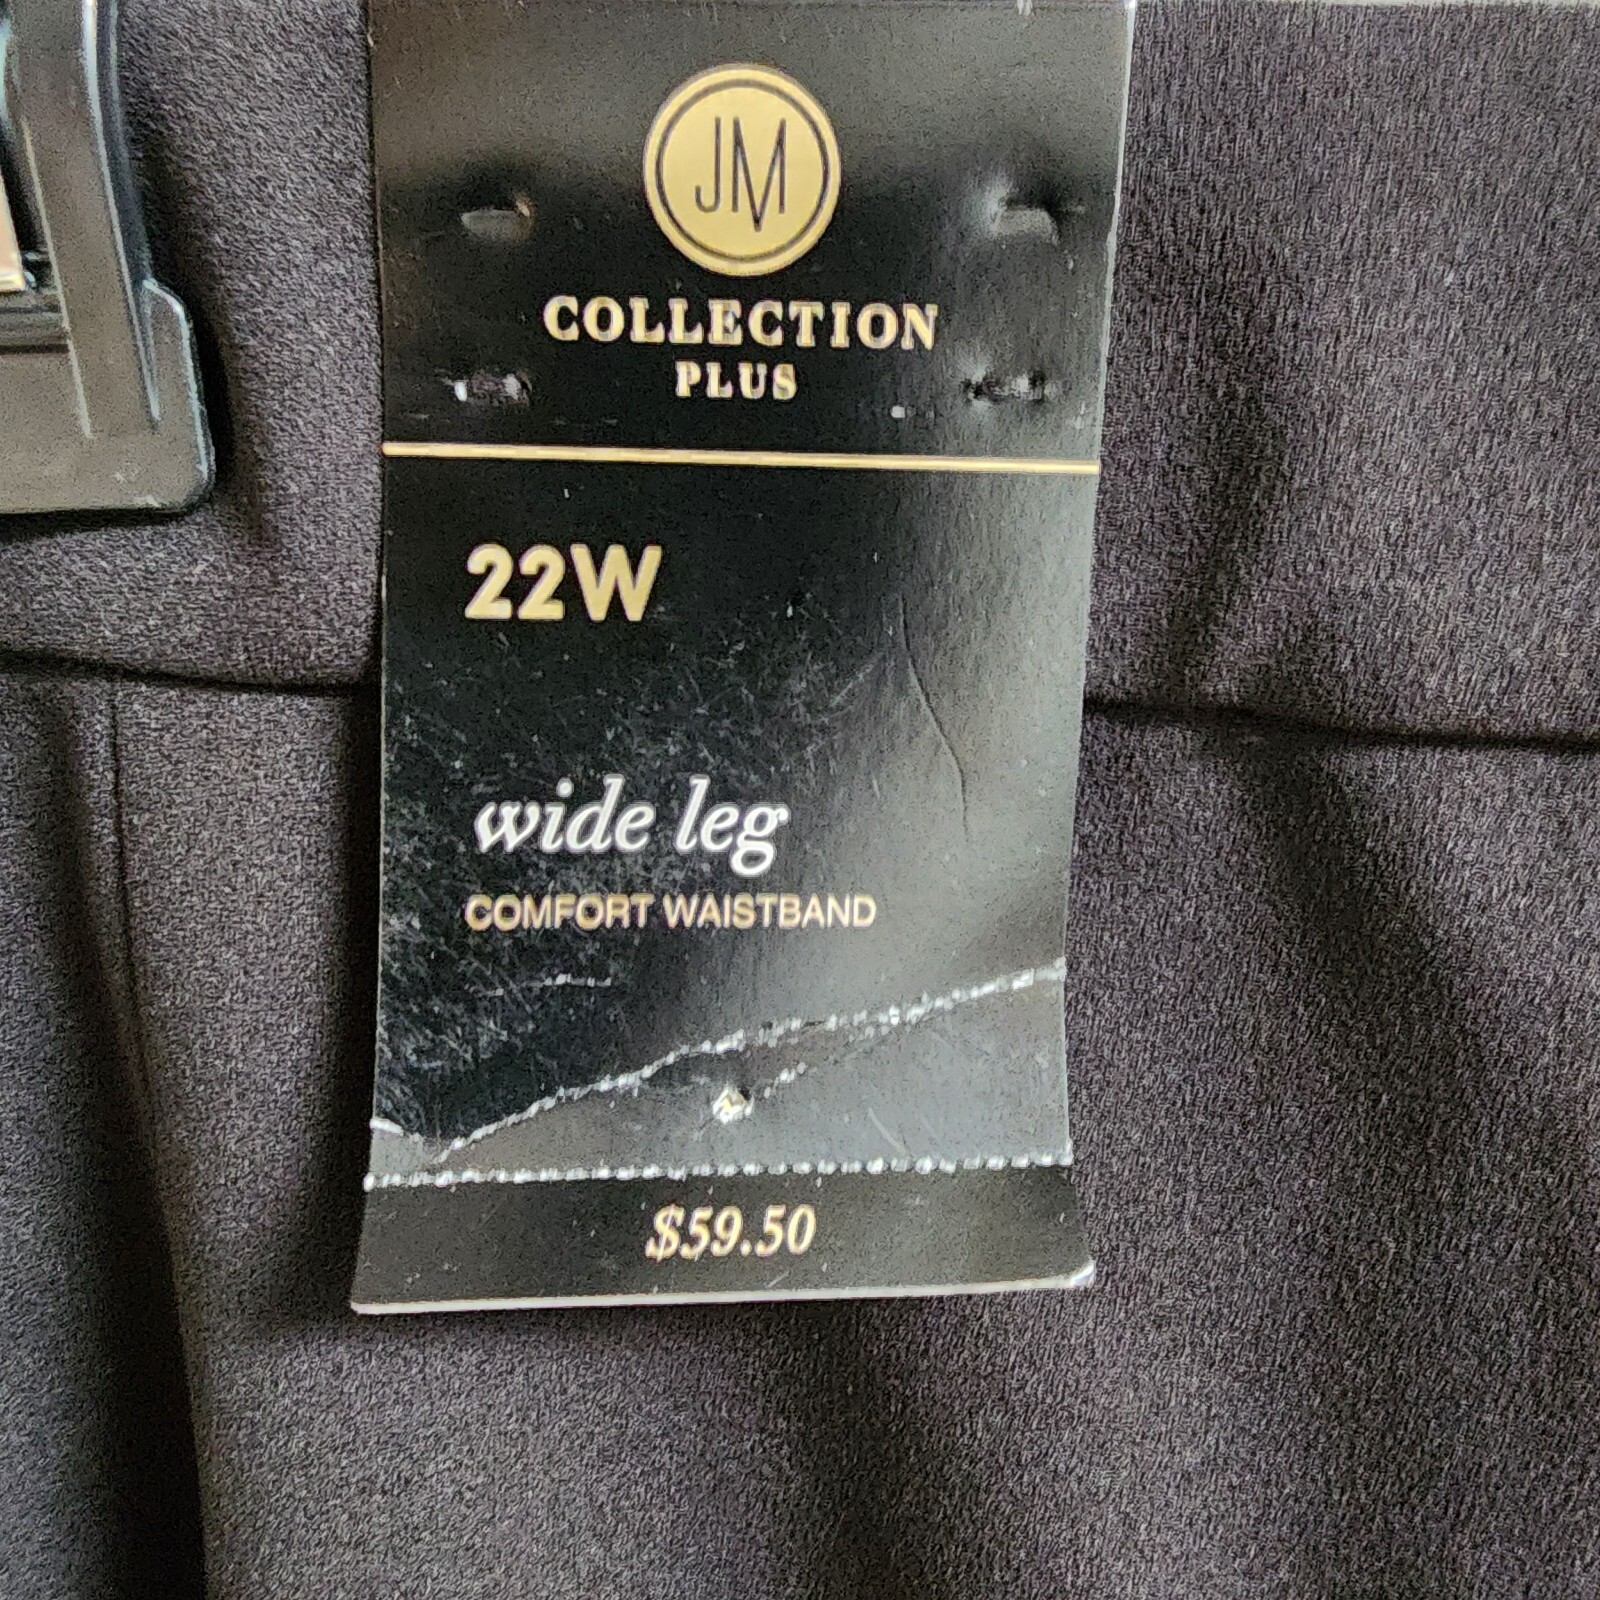 JM
COLLECTION
PLUS
22W
wide leg
COMFORT WAISTBAND
$59.50